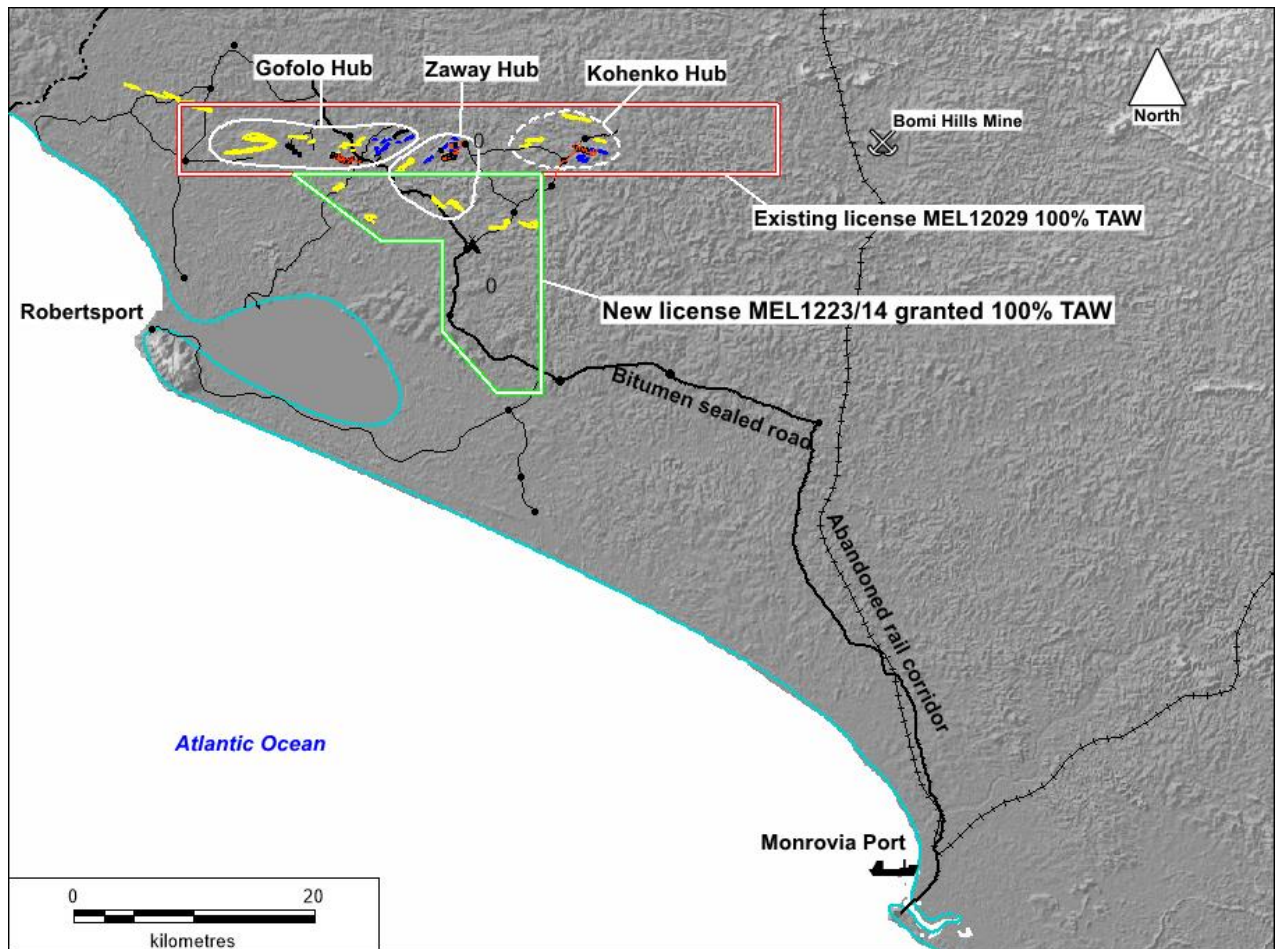 Gofolo Hub
Zaway Hub
Kohenko Hub
Bomi Hills Mine
North
0
Existing license MEL12029 100% TAW
0
New license MEL1223/14 granted 100% TAW
Robertsport
Bitumen sealed road
Abandoned rail corridor
Atlantic Ocean
Monrovia Port
0 20
kilometres